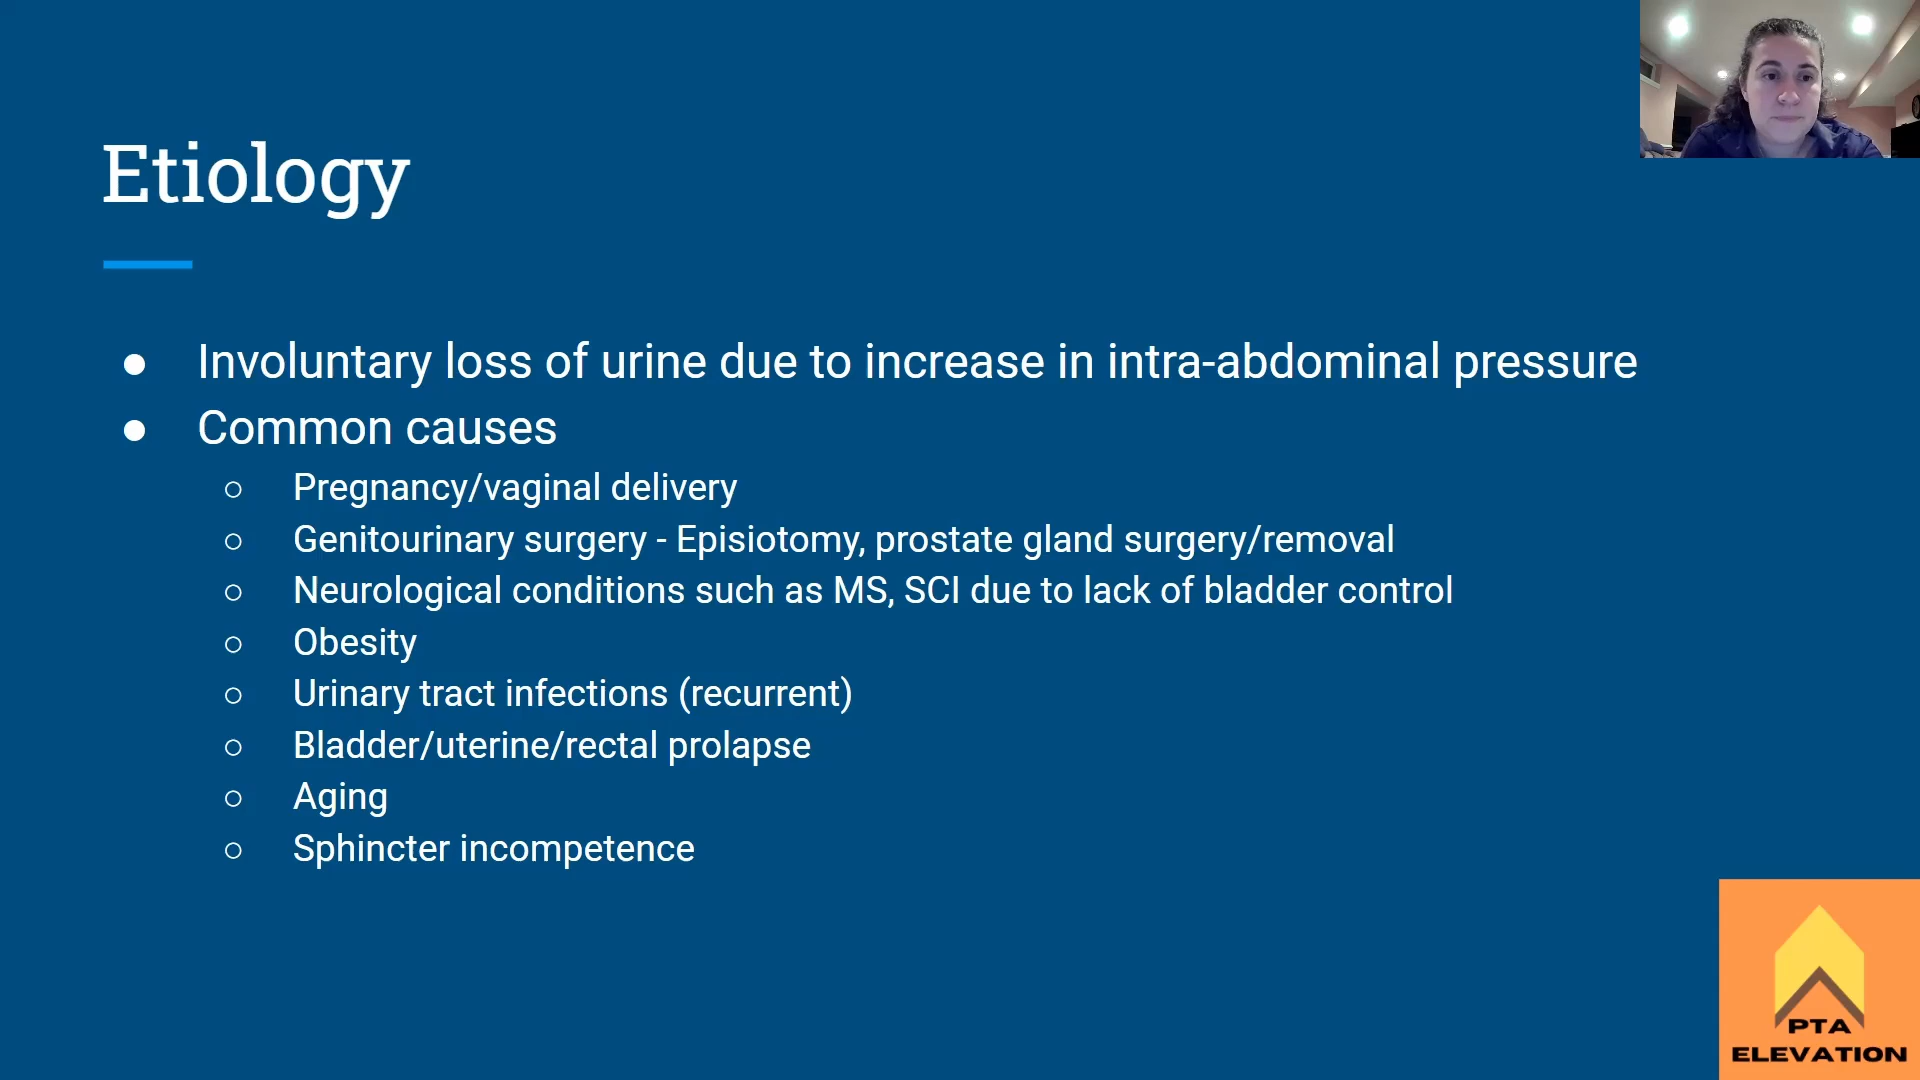 Etiology
● Involuntary loss of urine due to increase in intra-abdominal pressure
● Common causes
○ Pregnancy/vaginal delivery
○ Genitourinary surgery - Episiotomy, prostate gland surgery/removal
○ Neurological conditions such as MS, SCI due to lack of bladder control
○ Obesity
○ Urinary tract infections (recurrent)
○ Bladder/uterine/rectal prolapse
○ Aging
○ Sphincter incompetence
PTA
ELEVATION